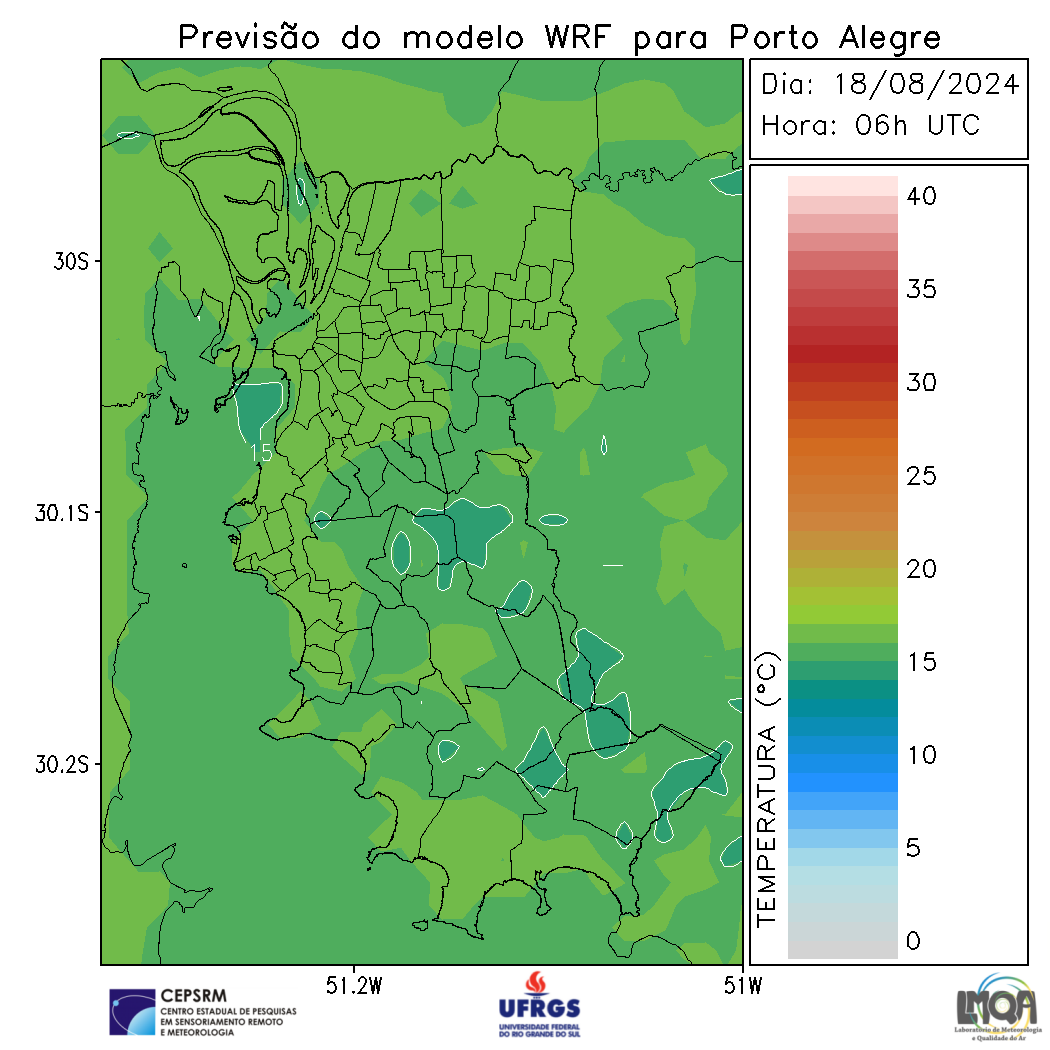 Previsão do modelo WRF para Porto Alegre
Dia: 18/08/2024
Hora: 06h UTC
30S
30.1S
30.2S
51.2W
51W
15
TEMPERATURA (°C)
40
35
30
25
20
15
10
5
0
CEPSRM
CENTRO ESTADUAL DE PESQUISAS
EM SENSORIAMENTO REMOTO
E METEOROLOGIA
UFRGS
UNIVERSIDADE FEDERAL
DO RIO GRANDE DO SUL
LMQA
Laboratório de Meteorologia
e Qualidade do Ar